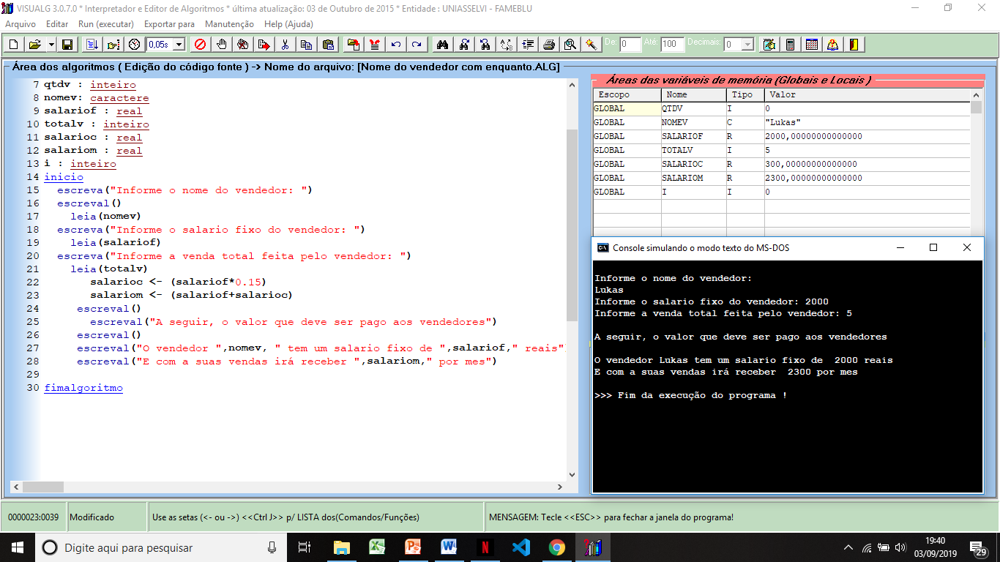 VISUALG 3.0.7.0 * Interpretador e Editor de Algoritmos * última atualização: 03 de Outubro de 2015 * Entidade : UNIASSELVI - FAMEBLU
Arquivo Editar Run (executar) Exportar para Manutenção Help (Ajuda)
0,05s De: 0 Até: 100 Decimais: 0
Área dos algoritmos ( Edição do código fonte ) -> Nome do arquivo: [Nome do vendedor com enquanto.ALG]
7 qtdv : inteiro
8 nomev: caractere
9 salariof : real
10 totalv : inteiro
11 salarioc : real
12 salariom : real
13 i : inteiro
14 inicio
15 escreva("Informe o nome do vendedor: ")
16 escreval()
17 leia(nomev)
18 escreva("Informe o salario fixo do vendedor: ")
19 leia(salariof)
20 escreva("Informe a venda total feita pelo vendedor: ")
21 leia(totalv)
22 salarioc <- (salariof*0.15)
23 salariom <- (salariof+salarioc)
24 escreval()
25 escreval("A seguir, o valor que deve ser pago aos vendedores")
26 escreval()
27 escreval("O vendedor ",nomev, " tem um salario fixo de ",salariof," reais"
28 escreval("E com a suas vendas irá receber ",salariom," por mes")
29
30 fimalgoritmo
Áreas das variáveis de memória (Globais e Locais )
Escopo Nome Tipo Valor
GLOBAL QTDV I 0
GLOBAL NOMEV C "Lukas"
GLOBAL SALARIOF R 2000,00000000000000
GLOBAL TOTALV I 5
GLOBAL SALARIOC R 300,00000000000000
GLOBAL SALARIOM R 2300,00000000000000
GLOBAL I I 0
Console simulando o modo texto do MS-DOS
Informe o nome do vendedor:
Lukas
Informe o salario fixo do vendedor: 2000
Informe a venda total feita pelo vendedor: 5
A seguir, o valor que deve ser pago aos vendedores
O vendedor Lukas tem um salario fixo de  2000 reais
E com a suas vendas irá receber  2300 por mes
>>> Fim da execução do programa !
0000023:0039 Modificado Use as setas (<- ou ->) <<Ctrl J>> p/ LISTA dos(Comandos/Funções) MENSAGEM: Tecle <<ESC>> para fechar a janela do programa!
Digite aqui para pesquisar
19:40
03/09/2019
29